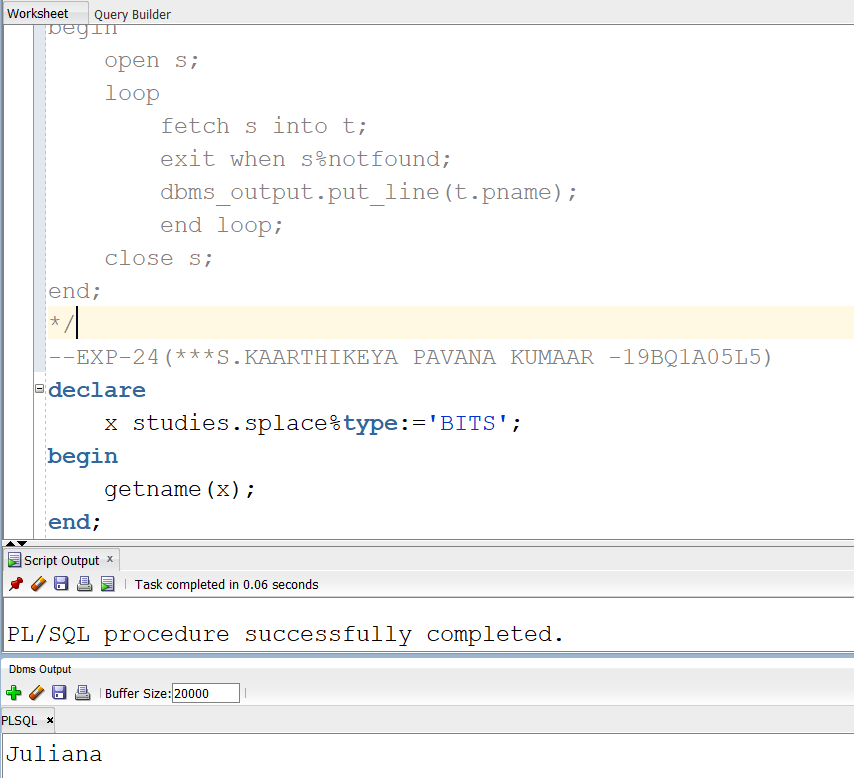 Worksheet Query Builder
begin
open s;
loop
fetch s into t;
exit when s%notfound;
dbms_output.put_line(t.pname);
end loop;
close s;
end;
*/
--EXP-24(***S.KAARTHIKEYA PAVANA KUMAAR -19BQ1A05L5)
declare
x studies.splace%type:='BITS';
begin
getname(x);
end;
Script Output x
Task completed in 0.06 seconds
PL/SQL procedure successfully completed.
Dbms Output
Buffer Size: 20000
PLSQL x
Juliana